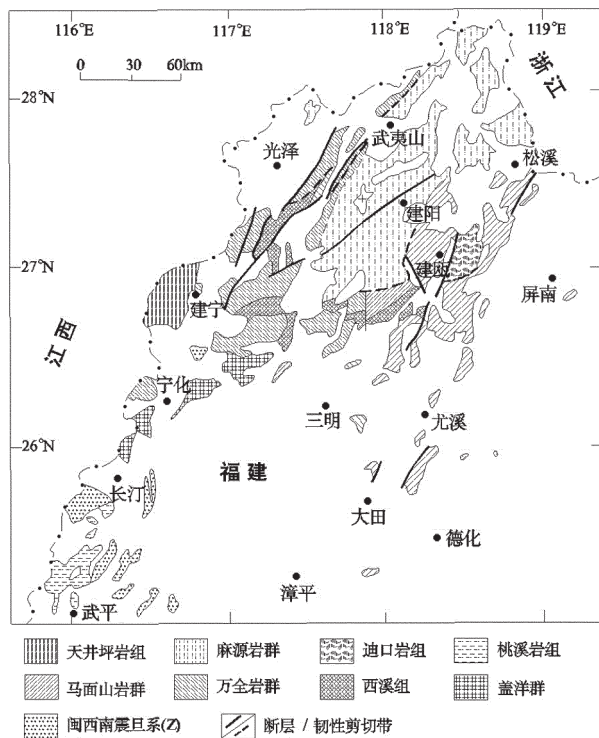 116°E 117°E 118°E 119°E
0 60km
浙江
28°N
武夷山
光泽
松溪
建阳
建瓯
27°N
屏南
建宁
江西
宁化
三明
尤溪
26°N
福建
长汀
大田
德化
漳平
武平
天井坪岩组 麻源岩群 迪口岩组 桃溪岩组
马面山岩群 万全岩群 西溪组 盖洋群
闽西南震旦系(Z) 断层 / 韧性剪切带